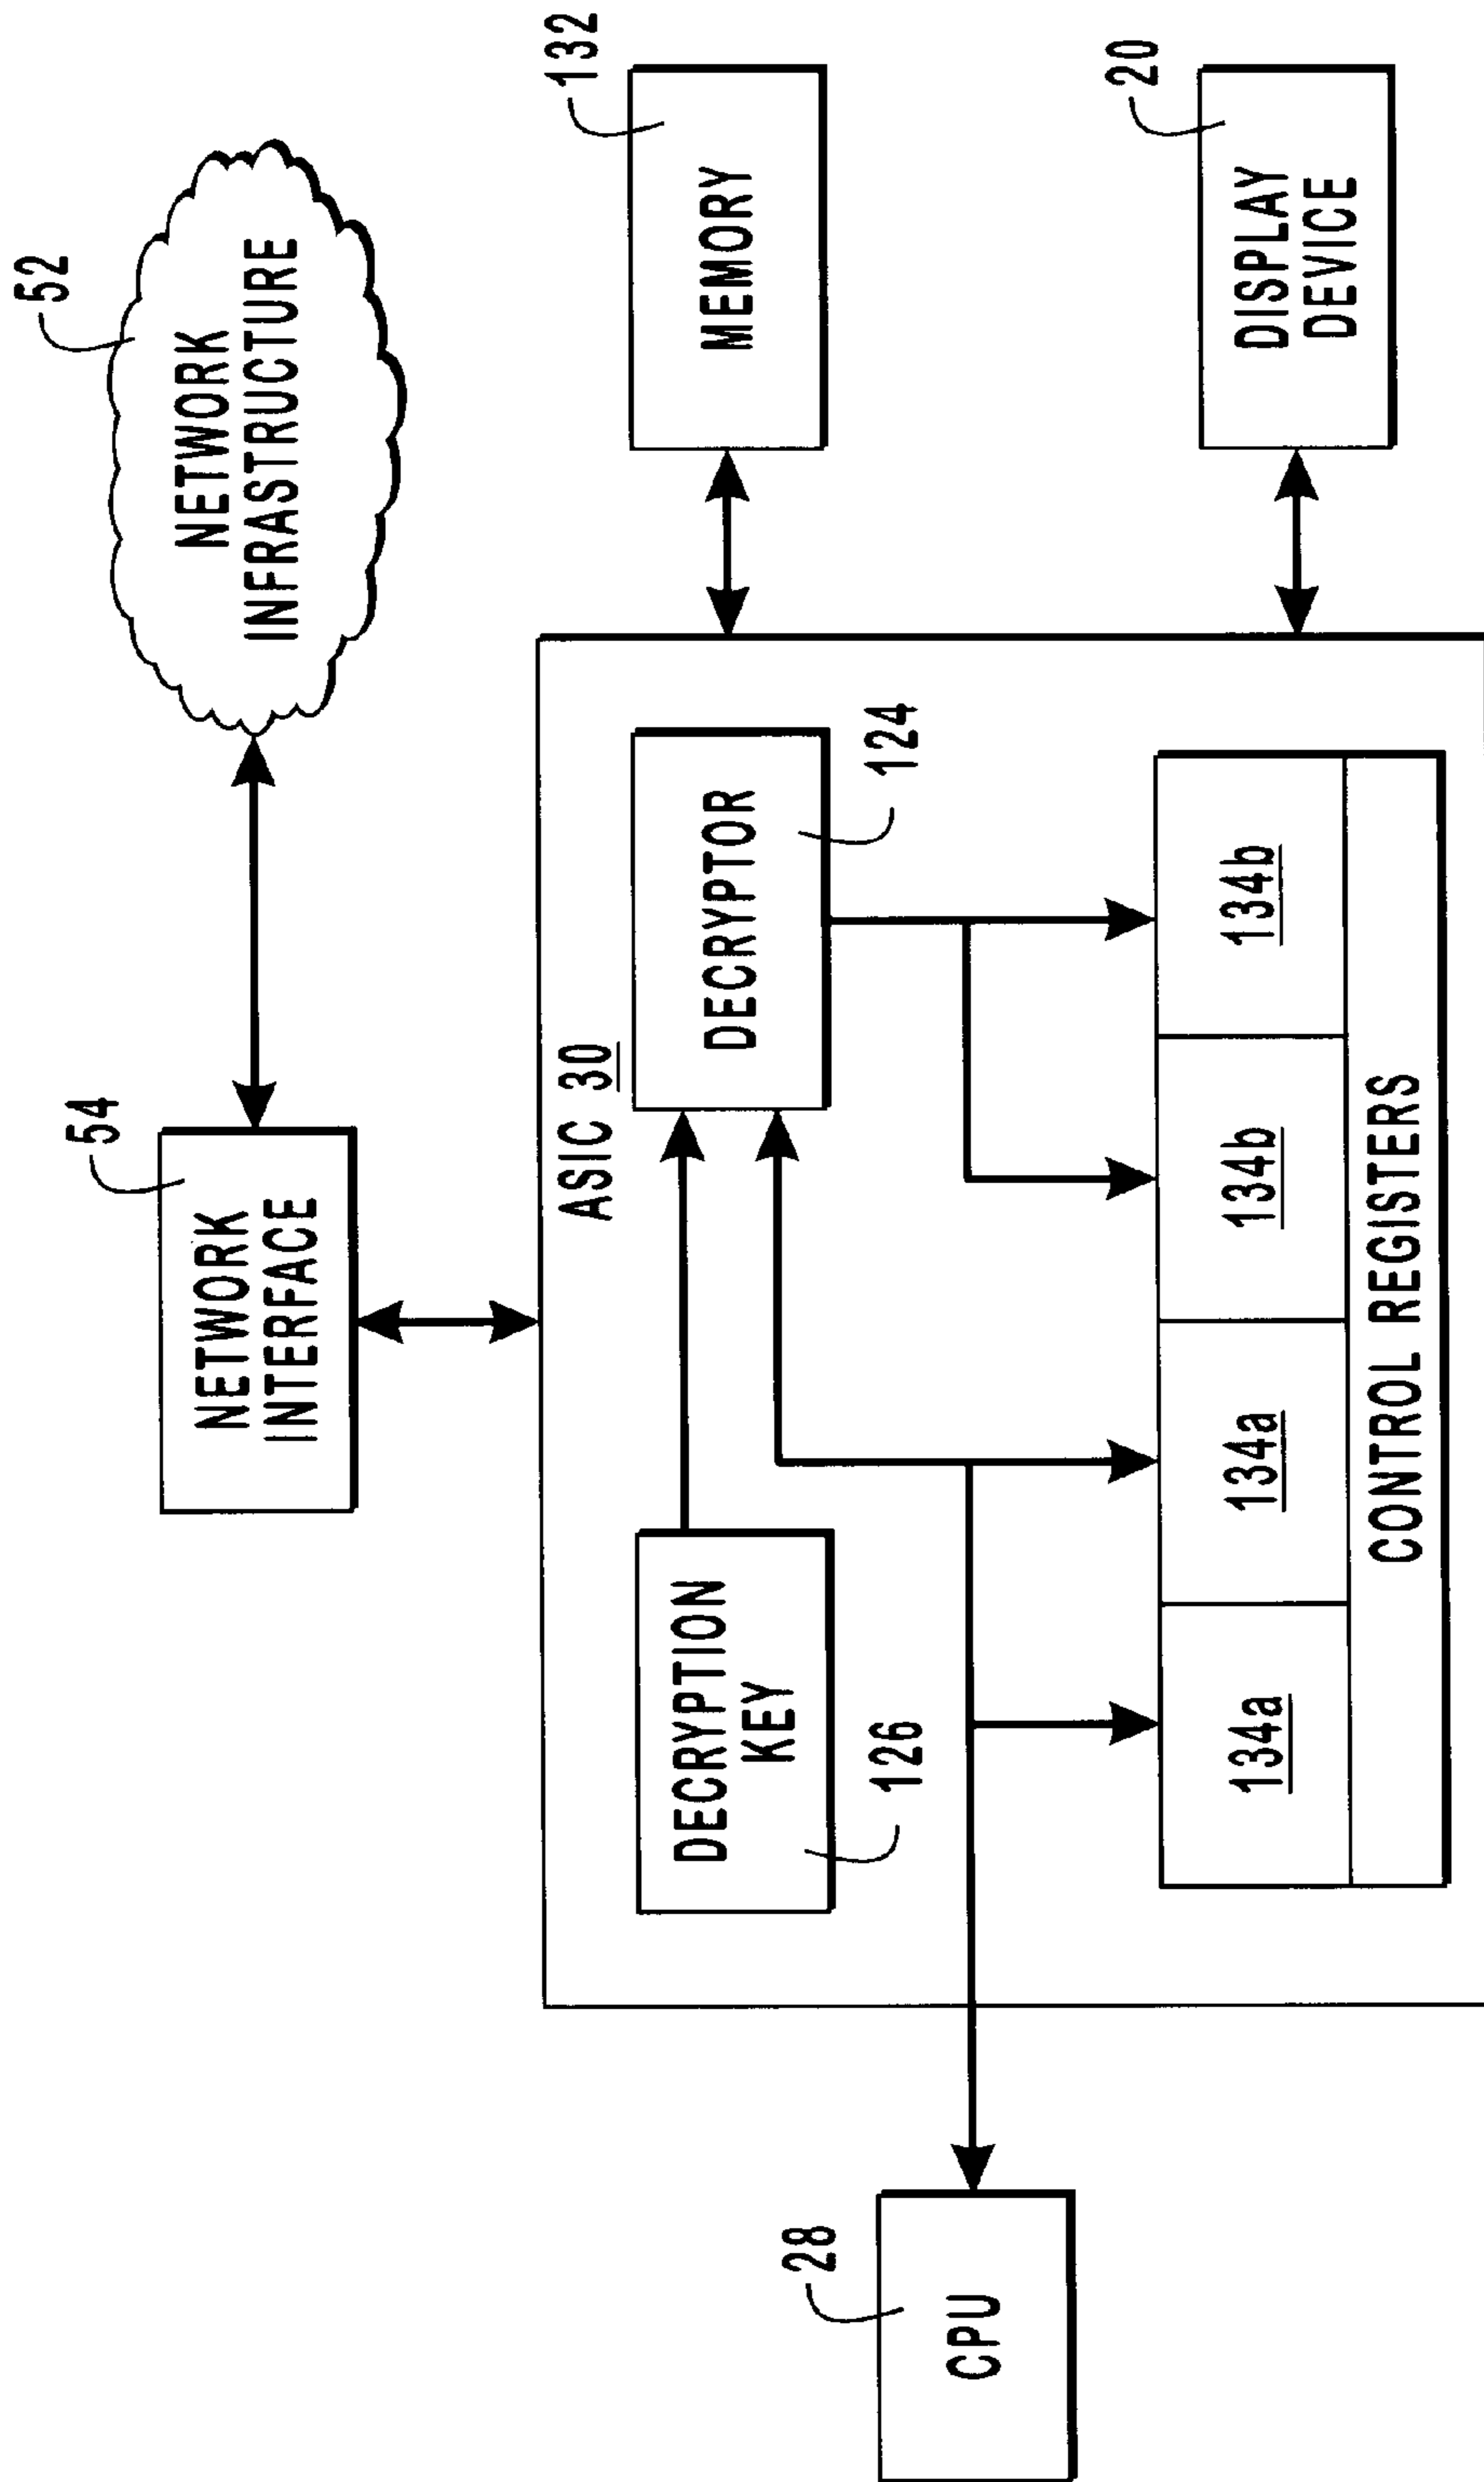 52
NETWORK
INFRASTRUCTURE
54
NETWORK
INTERFACE
132
MEMORY
20
DISPLAY
DEVICE
ASIC 30
DECRYPTION
KEY
126
DECRYPTOR
124
28
CPU
134a
134a
134b
134b
CONTROL REGISTERS